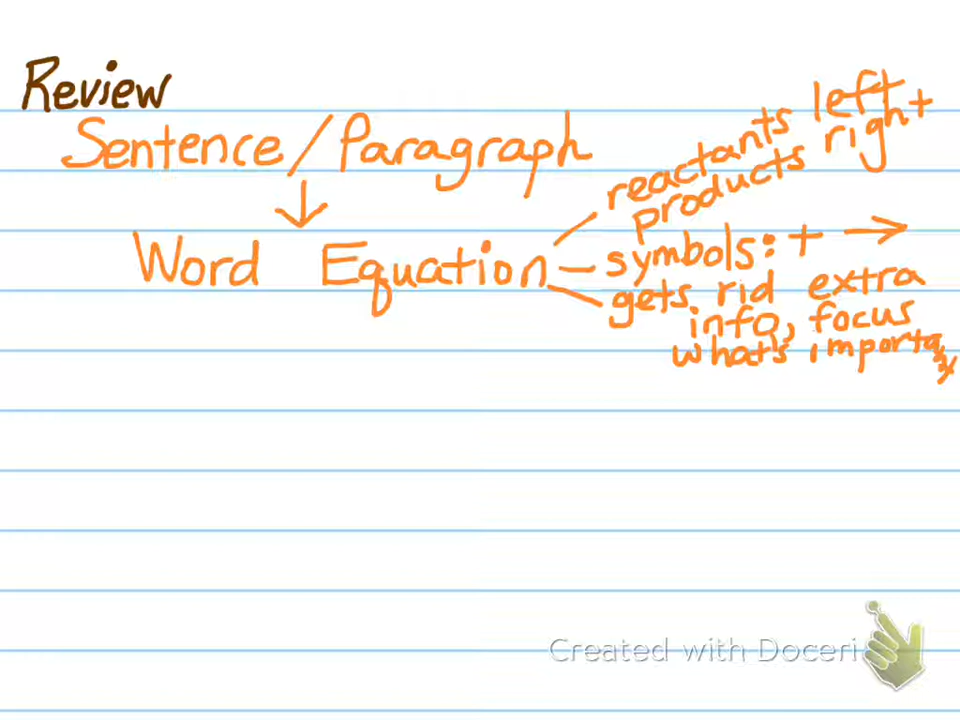 Review
Sentence/Paragraph
↓
Word Equation
reactants left
products right
symbols: + →
gets rid extra
info, focus
what's importa
Created with Doceri